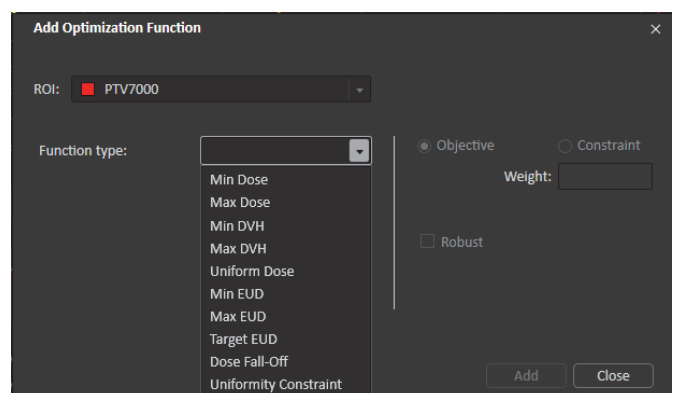 Add Optimization Function
ROI: PTV7000
Function type:
Min Dose
Max Dose
Min DVH
Max DVH
Uniform Dose
Min EUD
Max EUD
Target EUD
Dose Fall-Off
Uniformity Constraint
Objective Constraint
Weight:
Robust
Add Close